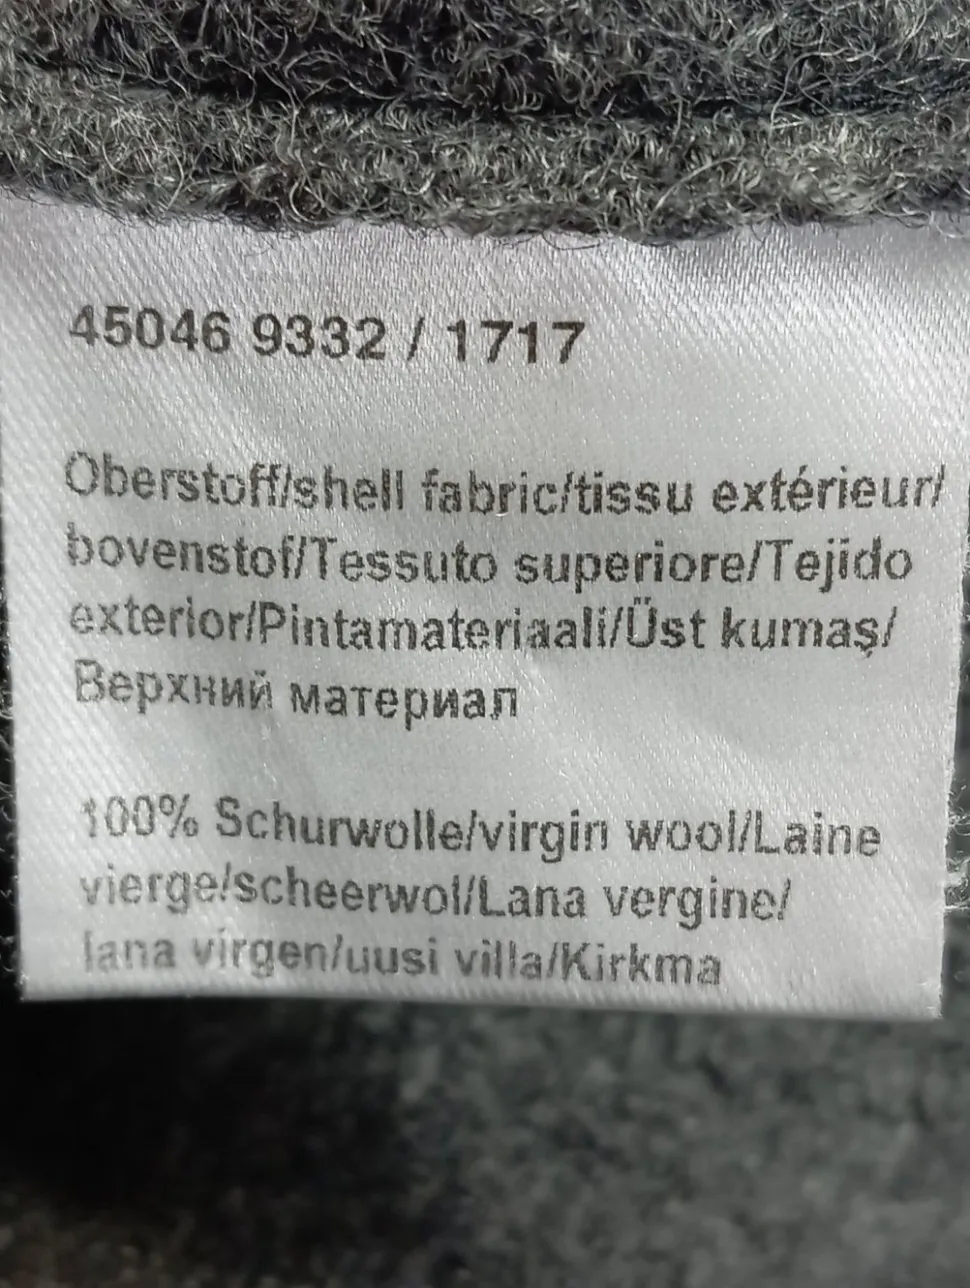 45046 9332 / 1717
Oberstoff/shell fabric/tissu extérieur/
bovenstof/Tessuto superiore/Tejido
exterior/Pintamateriaali/Üst kumaş/
Верхний материал
100% Schurwolle/virgin wool/Laine
vierge/scheerwol/Lana vergine/
lana virgen/uusi villa/Kirkma